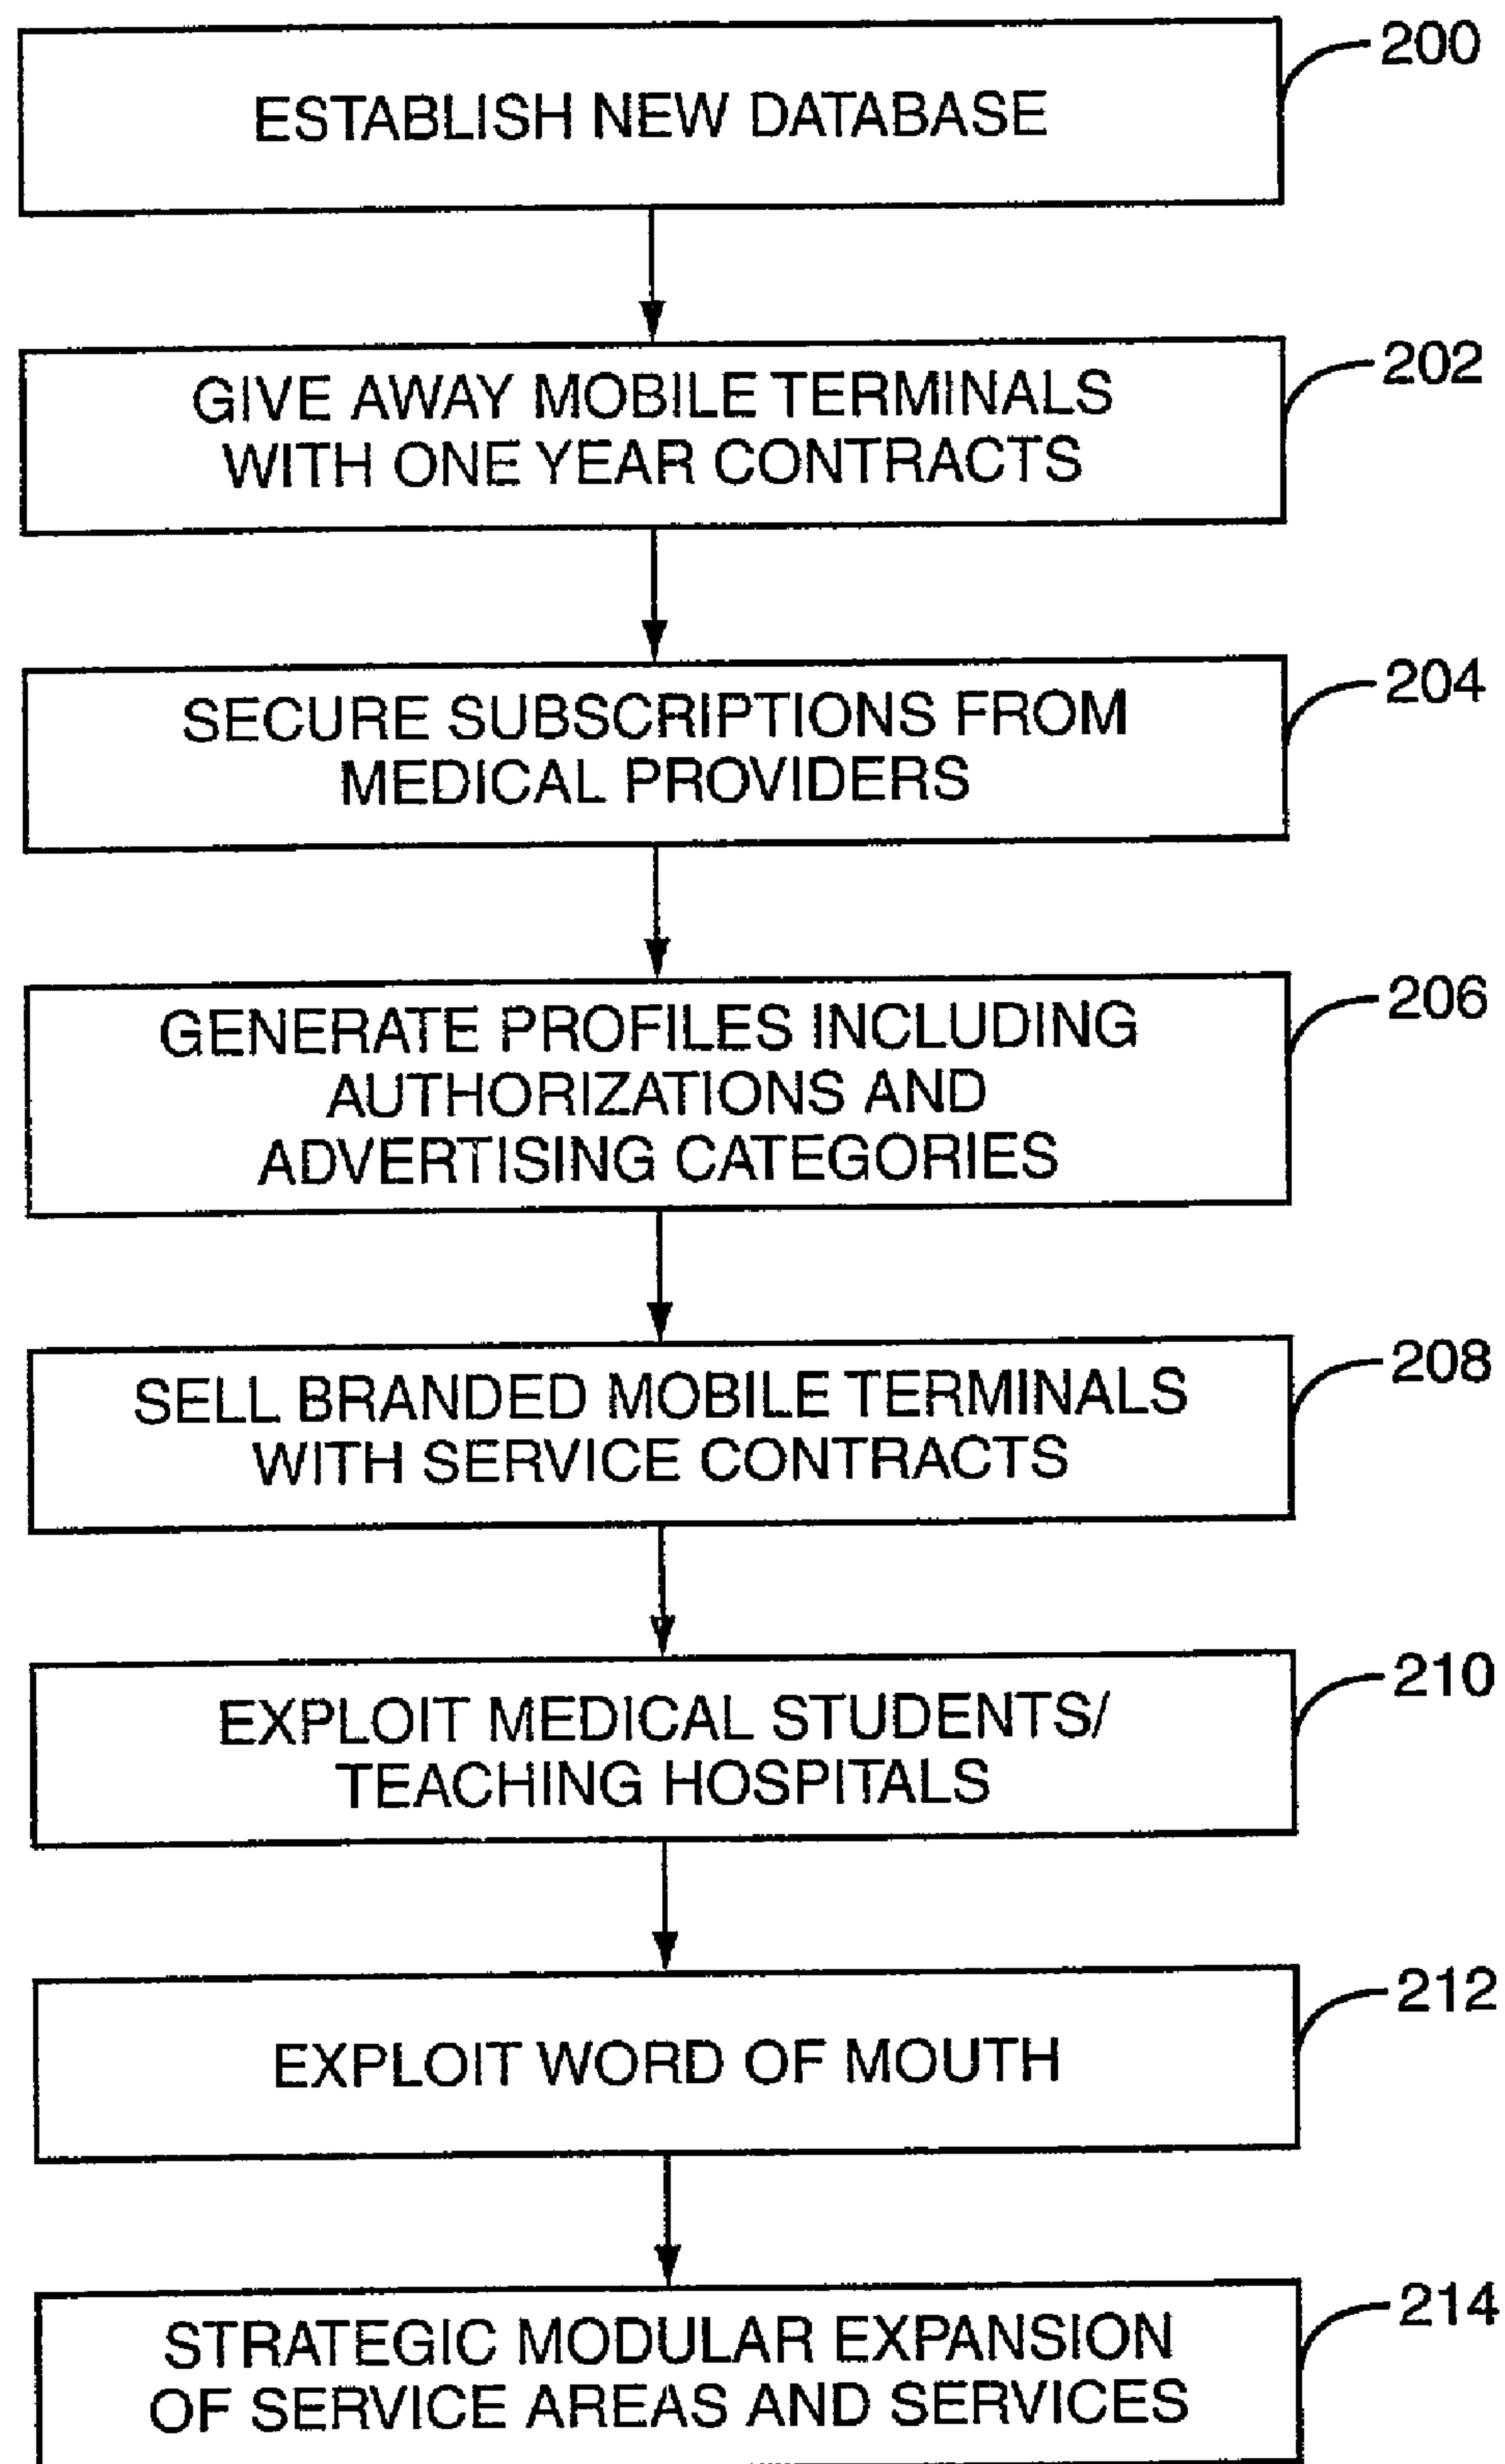 200
ESTABLISH NEW DATABASE
202
GIVE AWAY MOBILE TERMINALS
WITH ONE YEAR CONTRACTS
204
SECURE SUBSCRIPTIONS FROM
MEDICAL PROVIDERS
206
GENERATE PROFILES INCLUDING
AUTHORIZATIONS AND
ADVERTISING CATEGORIES
208
SELL BRANDED MOBILE TERMINALS
WITH SERVICE CONTRACTS
210
EXPLOIT MEDICAL STUDENTS/
TEACHING HOSPITALS
212
EXPLOIT WORD OF MOUTH
214
STRATEGIC MODULAR EXPANSION
OF SERVICE AREAS AND SERVICES